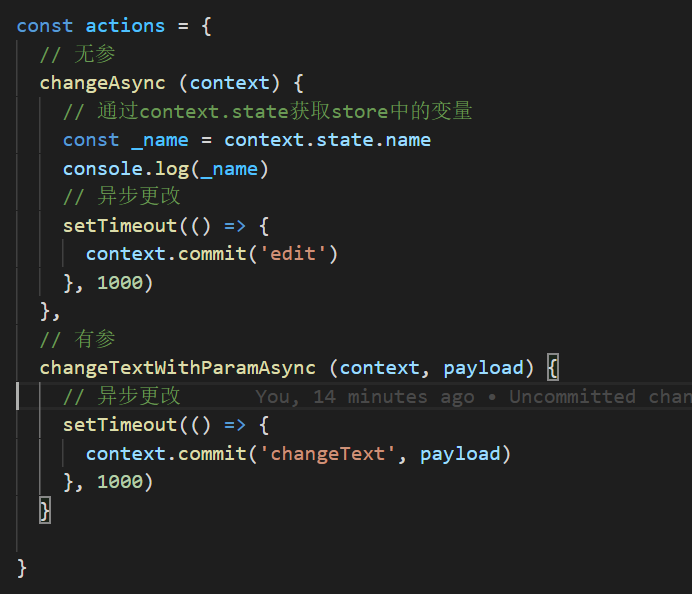 const actions = {
  // 无参
  changeAsync (context) {
    // 通过context.state获取store中的变量
    const _name = context.state.name
    console.log(_name)
    // 异步更改
    setTimeout(() => {
      context.commit('edit')
    }, 1000)
  },
  // 有参
  changeTextWithParamAsync (context, payload) {
    // 异步更改      You, 14 minutes ago • Uncommitted chan
    setTimeout(() => {
      context.commit('changeText', payload)
    }, 1000)
  }
}